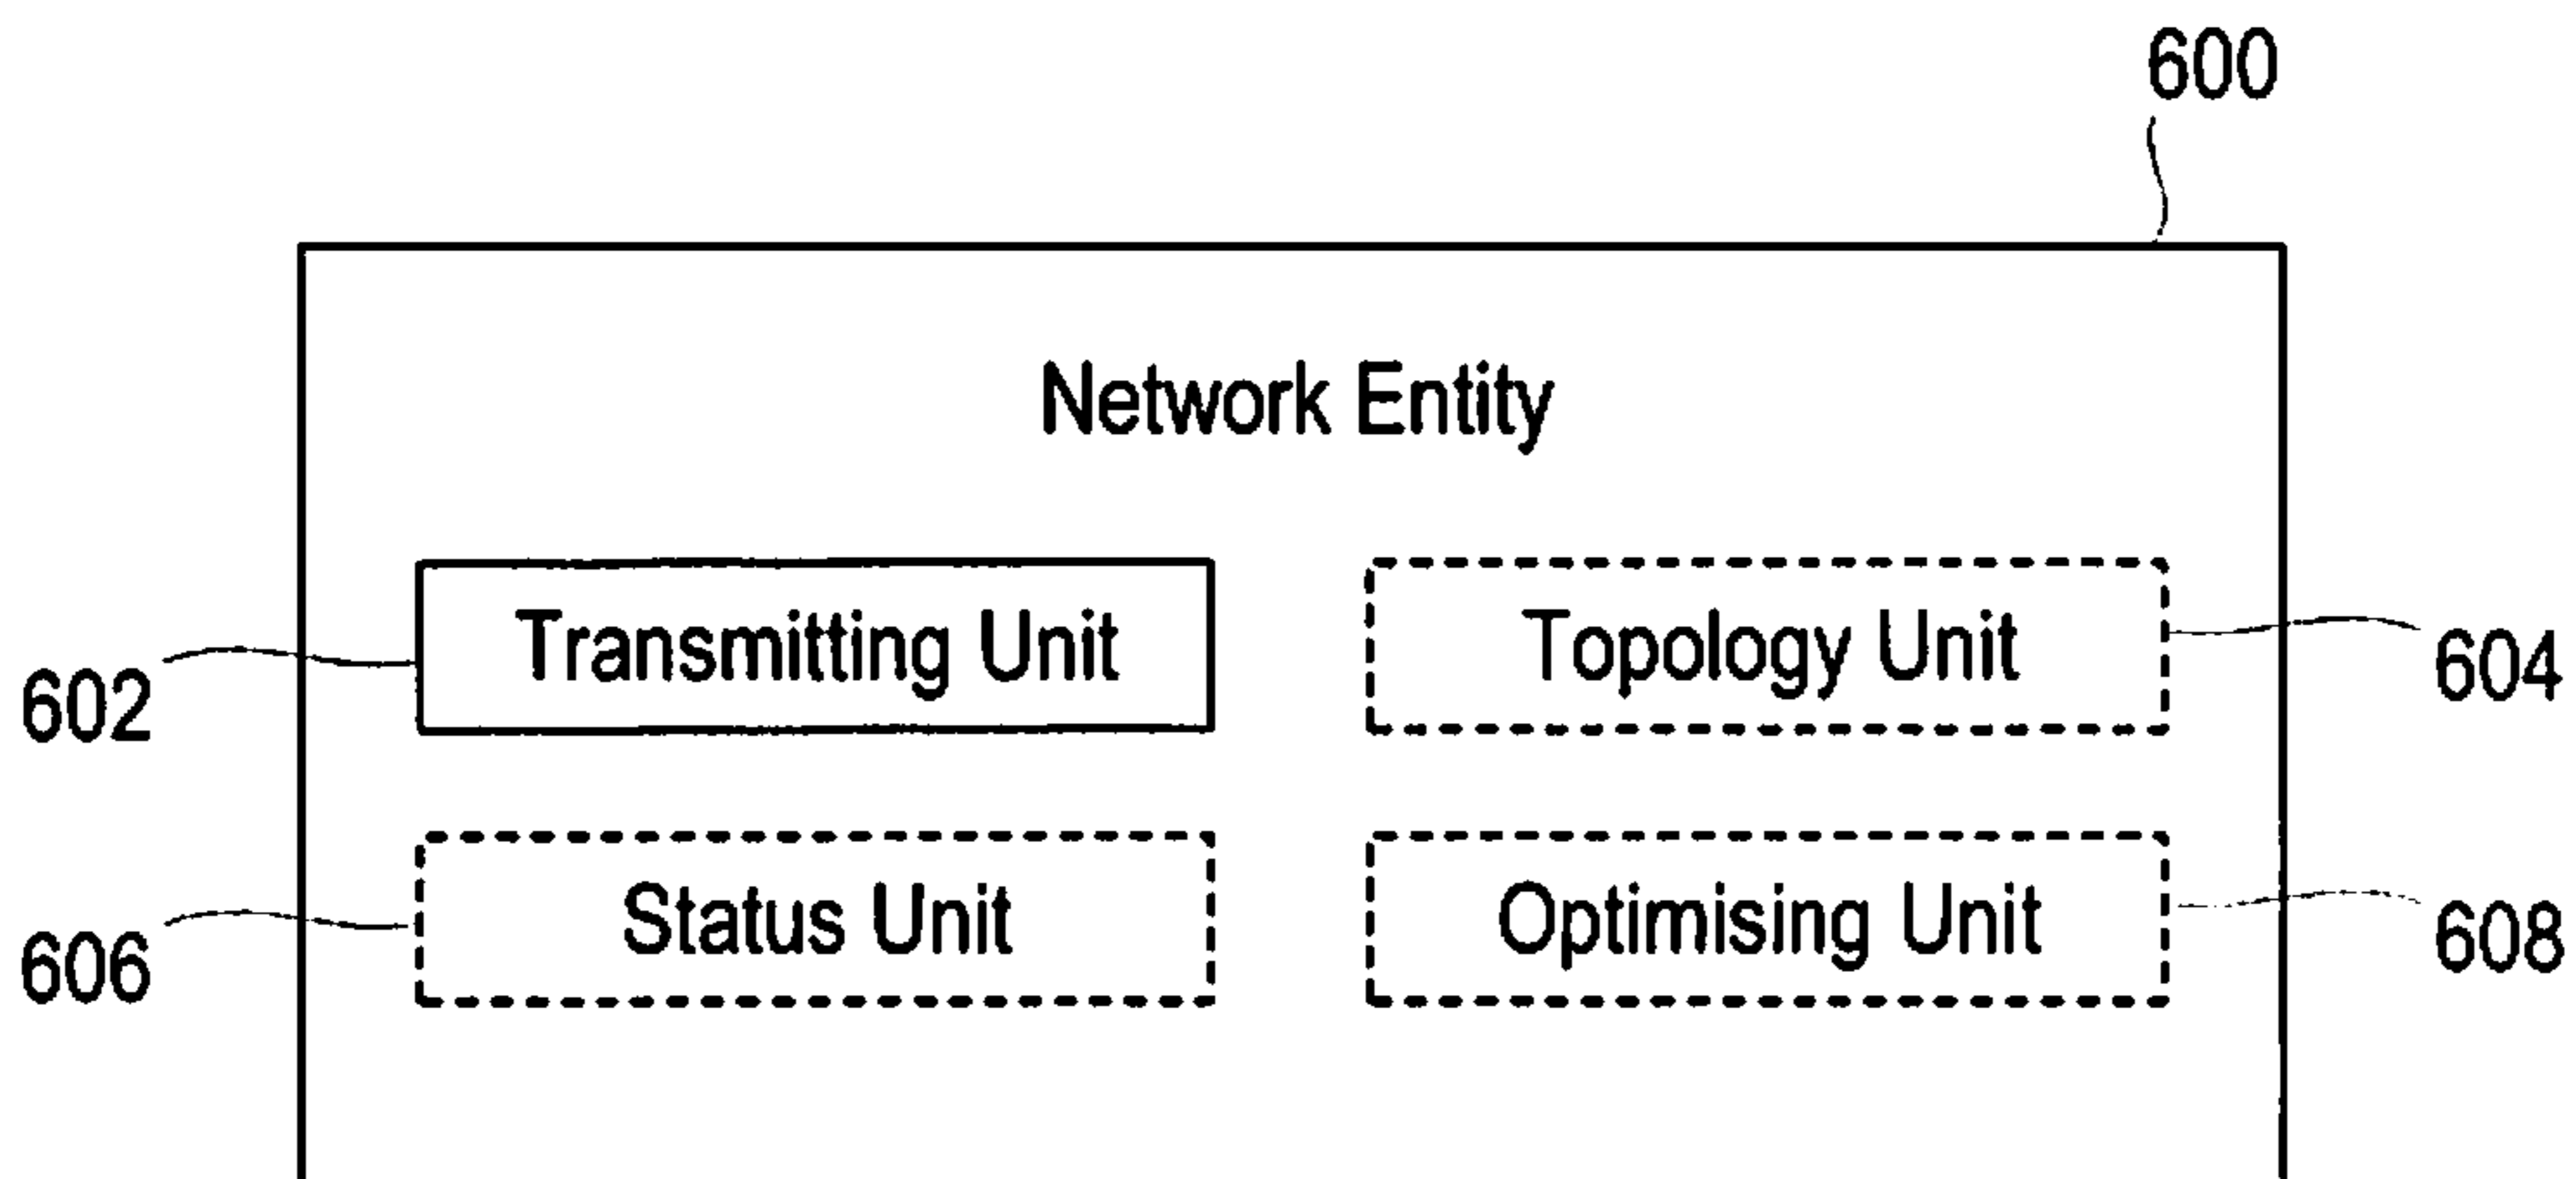 600
Network Entity
Transmitting Unit
Topology Unit
602
604
Status Unit
Optimising Unit
606
608